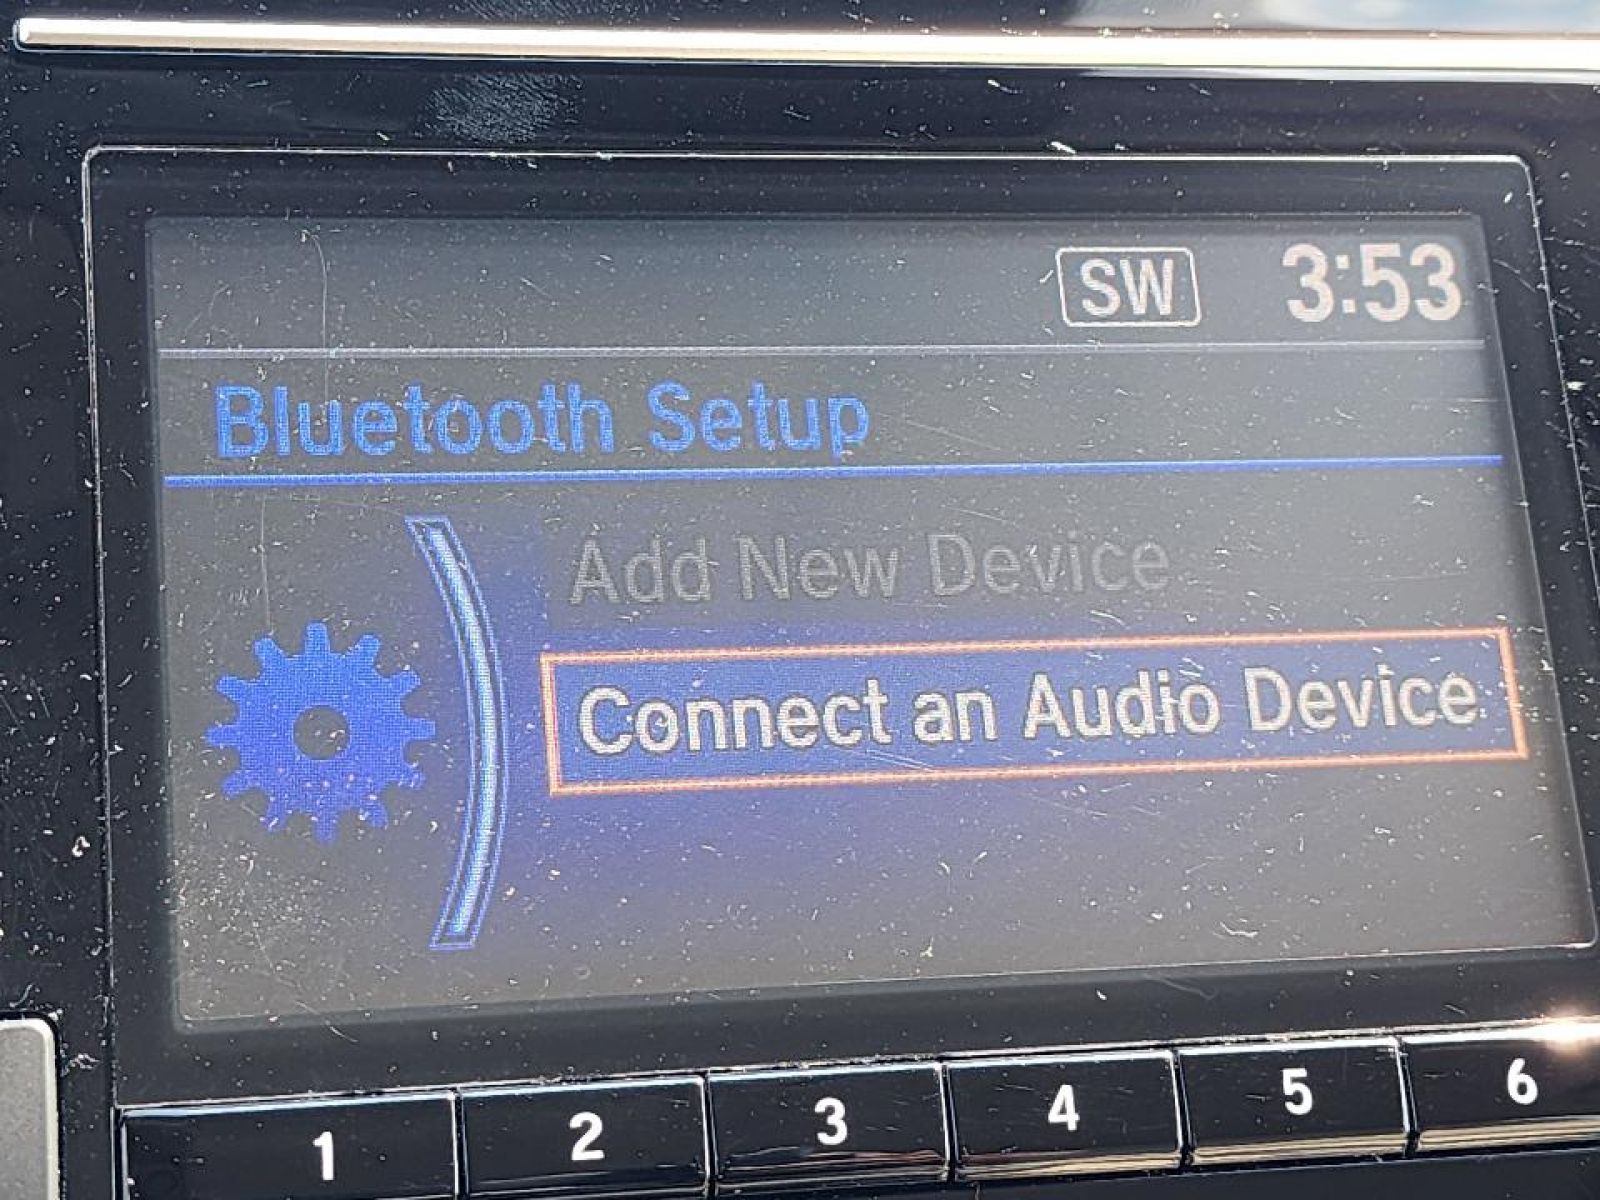 SW 3:53
Bluetooth Setup
Add New Device
Connect an Audio Device
1 2 3 4 5 6